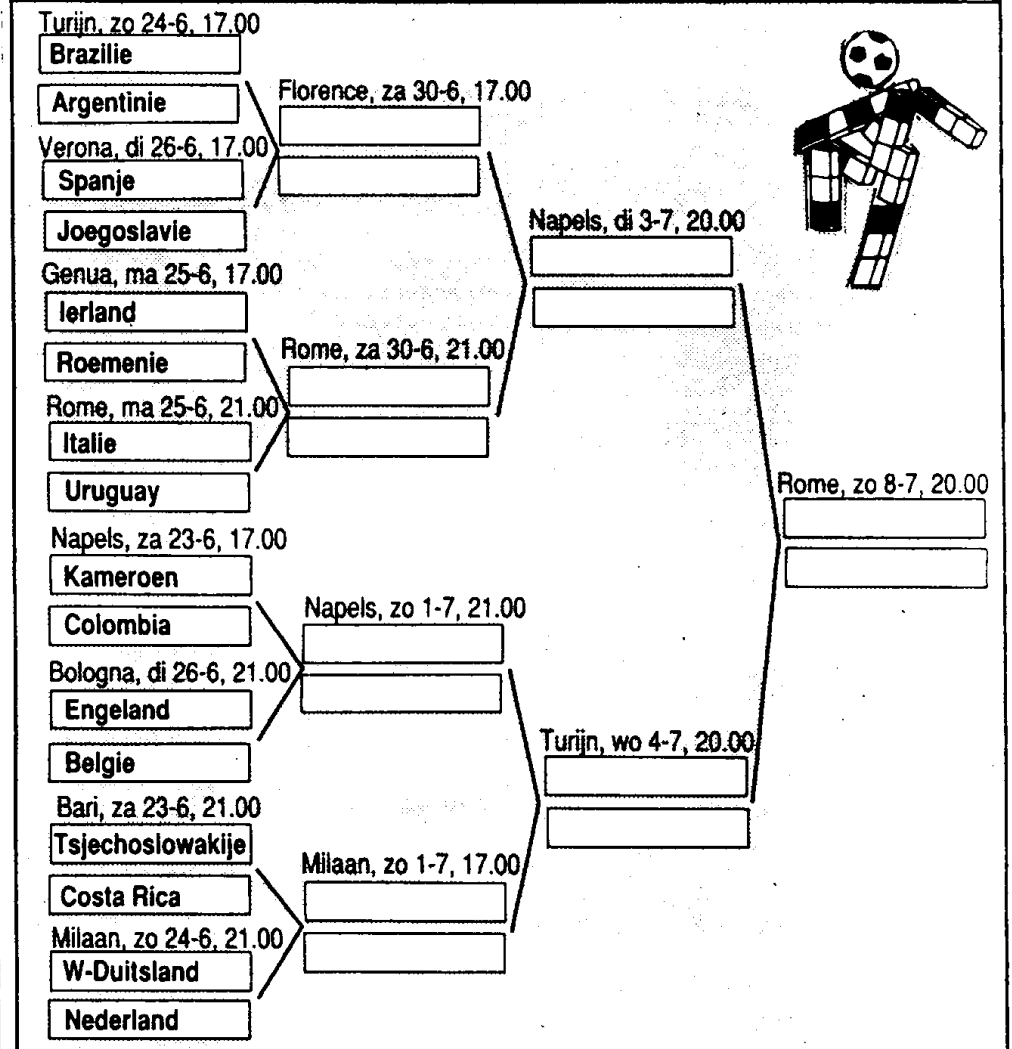 Turijn, zo 24-6, 17.00
Brazilie
Argentinie
Verona, di 26-6, 17.00
Spanje
Joegoslavie
Genua, ma 25-6, 17.00
Ierland
Roemenie
Rome, ma 25-6, 21.00
Italie
Uruguay
Napels, za 23-6, 17.00
Kameroen
Colombia
Bologna, di 26-6, 21.00
Engeland
Belgie
Bari, za 23-6, 21.00
Tsjechoslowakije
Costa Rica
Milaan, zo 24-6, 21.00
W-Duitsland
Nederland
Florence, za 30-6, 17.00
Rome, za 30-6, 21.00
Napels, zo 1-7, 21.00
Milaan, zo 1-7, 17.00
Napels, di 3-7, 20.00
Turijn, wo 4-7, 20.00
Rome, zo 8-7, 20.00